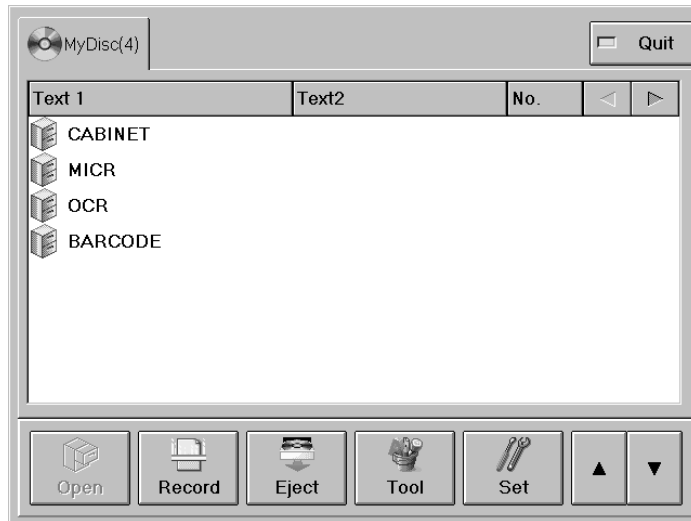 MyDisc(4)
Quit
Text 1 Text2 No.
CABINET
MICR
OCR
BARCODE
Open Record Eject Tool Set